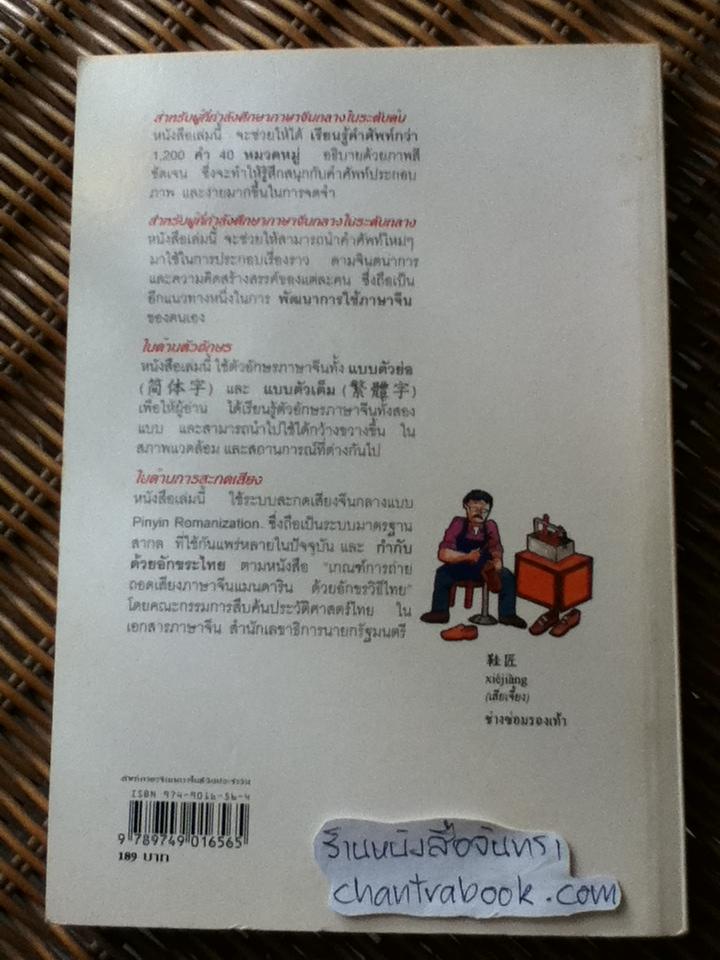 สำหรับผู้ที่กำลังศึกษาภาษาจีนกลางในระดับต้น
หนังสือเล่มนี้ จะช่วยให้ได้ เรียนรู้คำศัพท์กว่า
1,200 คำ 40 หมวดหมู่ อธิบายด้วยภาพสี
ชัดเจน ซึ่งจะทำให้รู้สึกสนุกกับคำศัพท์ประกอบ
ภาพ และง่ายมากขึ้นในการจดจำ
สำหรับผู้ที่กำลังศึกษาภาษาจีนกลางในระดับกลาง
หนังสือเล่มนี้ จะช่วยให้สามารถนำคำศัพท์ใหม่ๆ
มาใช้ในการประกอบเรื่องราว ตามจินตนาการ
และความคิดสร้างสรรค์ของแต่ละคน ซึ่งถือเป็น
อีกแนวทางหนึ่งในการ พัฒนาการใช้ภาษาจีน
ของตนเอง
ในด้านตัวอักษร
หนังสือเล่มนี้ ใช้ตัวอักษรภาษาจีนทั้ง แบบตัวย่อ
(简体字) และ แบบตัวเต็ม (繁體字)
เพื่อให้ผู้อ่าน ได้เรียนรู้ตัวอักษรภาษาจีนทั้งสอง
แบบ และสามารถนำไปใช้ได้กว้างขวางขึ้น ใน
สภาพแวดล้อม และสถานการณ์ที่ต่างกันไป
ในด้านการสะกดเสียง
หนังสือเล่มนี้ ใช้ระบบสะกดเสียงจีนกลางแบบ
Pinyin Romanization. ซึ่งถือเป็นระบบมาตรฐาน
สากล ที่ใช้กันแพร่หลายในปัจจุบัน และ กำกับ
ด้วยอักขระไทย ตามหนังสือ "เกณฑ์การถ่าย
ถอดเสียงภาษาจีนแมนดาริน ด้วยอักขรวิธีไทย"
โดยคณะกรรมการสืบค้นประวัติศาสตร์ไทย ใน
เอกสารภาษาจีน สำนักเลขาธิการนายกรัฐมนตรี
鞋匠
xiéjiàng
(เสียเจี้ยง)
ช่างซ่อมรองเท้า
ISBN 974-9016-56-4
9 789749 016565
189 บาท
ร้านหนังสือจันทรา
chantrabook.com